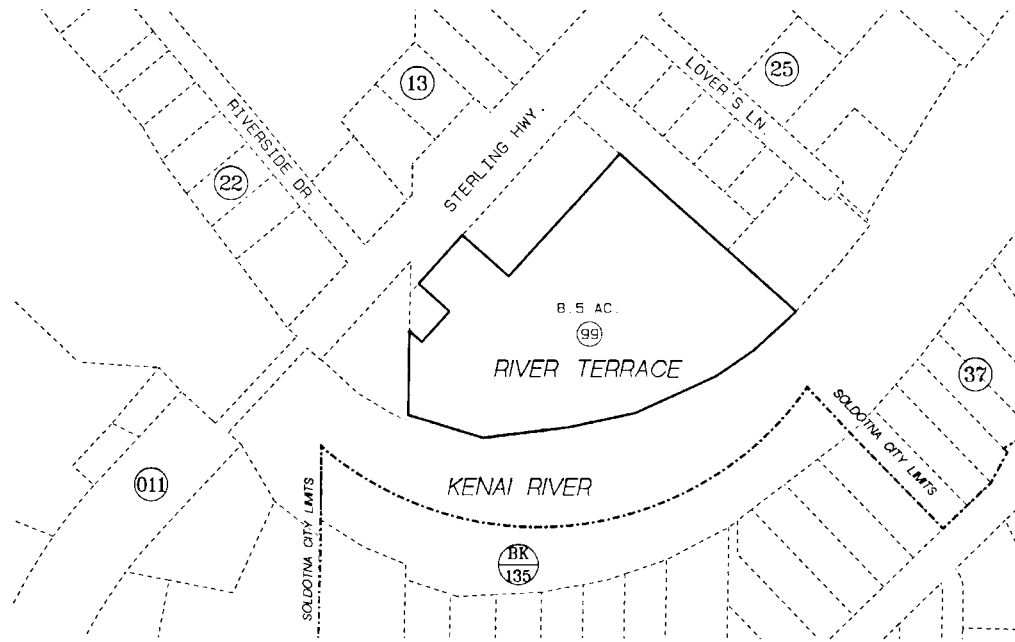 13
25
LOVER'S LN
RIVERSIDE DR
STERLING HWY.
22
8.5 AC.
99
RIVER TERRACE
37
SOLDOTNA CITY LIMITS
011
KENAI RIVER
SOLDOTNA CITY LIMITS
BK
135